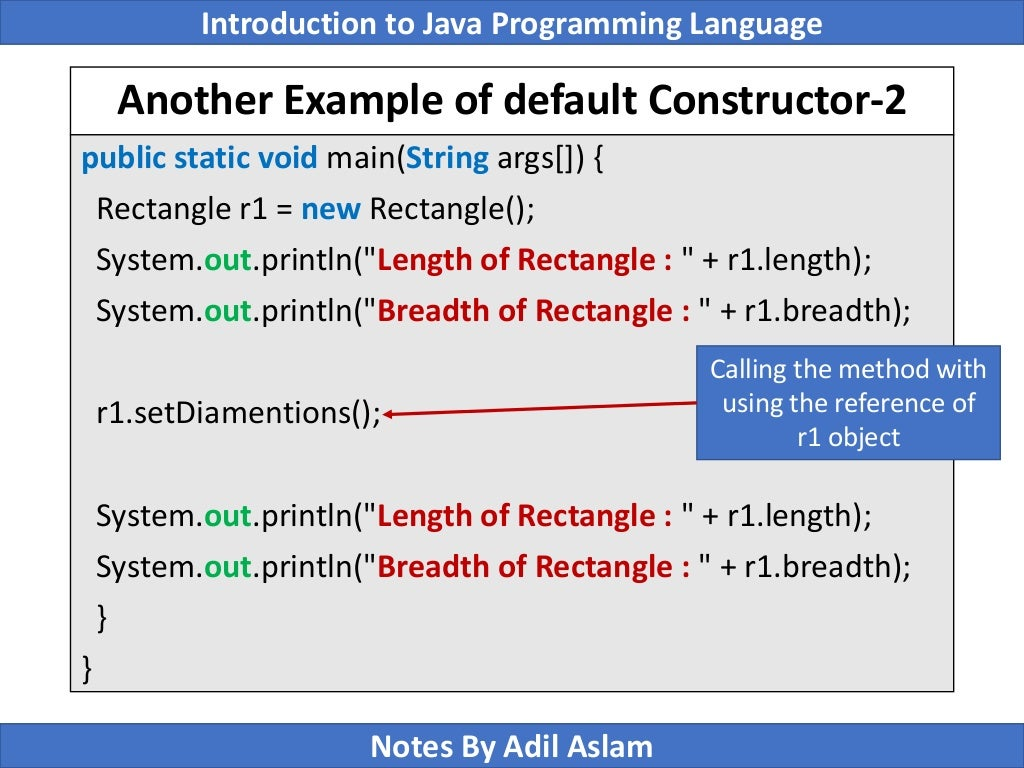 Introduction to Java Programming Language
Another Example of default Constructor-2
public static void main(String args[]) {
Rectangle r1 = new Rectangle();
System.out.println("Length of Rectangle : " + r1.length);
System.out.println("Breadth of Rectangle : " + r1.breadth);
Calling the method with
using the reference of
r1 object
r1.setDiamentions();
System.out.println("Length of Rectangle : " + r1.length);
System.out.println("Breadth of Rectangle : " + r1.breadth);
}
}
Notes By Adil Aslam